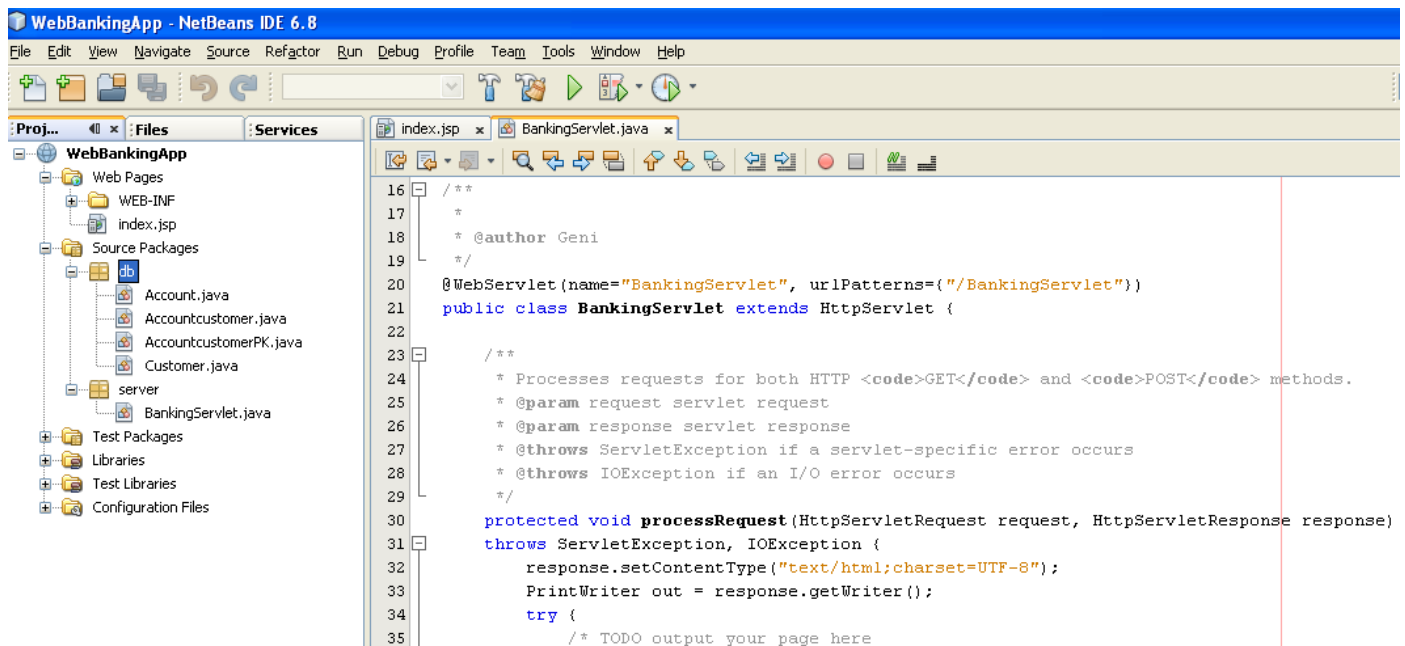 WebBankingApp - NetBeans IDE 6.8
File Edit View Navigate Source Refactor Run Debug Profile Team Tools Window Help
Proj... Files Services
WebBankingApp
Web Pages
WEB-INF
index.jsp
Source Packages
db
Account.java
Accountcustomer.java
AccountcustomerPK.java
Customer.java
server
BankingServlet.java
Test Packages
Libraries
Test Libraries
Configuration Files
index.jsp BankingServlet.java
16 /**
17  *
18  * @author Geni
19  */
20 @WebServlet(name="BankingServlet", urlPatterns={"/BankingServlet"})
21 public class BankingServlet extends HttpServlet {
22
23     /**
24      * Processes requests for both HTTP <code>GET</code> and <code>POST</code> methods.
25      * @param request servlet request
26      * @param response servlet response
27      * @throws ServletException if a servlet-specific error occurs
28      * @throws IOException if an I/O error occurs
29      */
30     protected void processRequest(HttpServletRequest request, HttpServletResponse response)
31     throws ServletException, IOException {
32         response.setContentType("text/html;charset=UTF-8");
33         PrintWriter out = response.getWriter();
34         try {
35             /* TODO output your page here